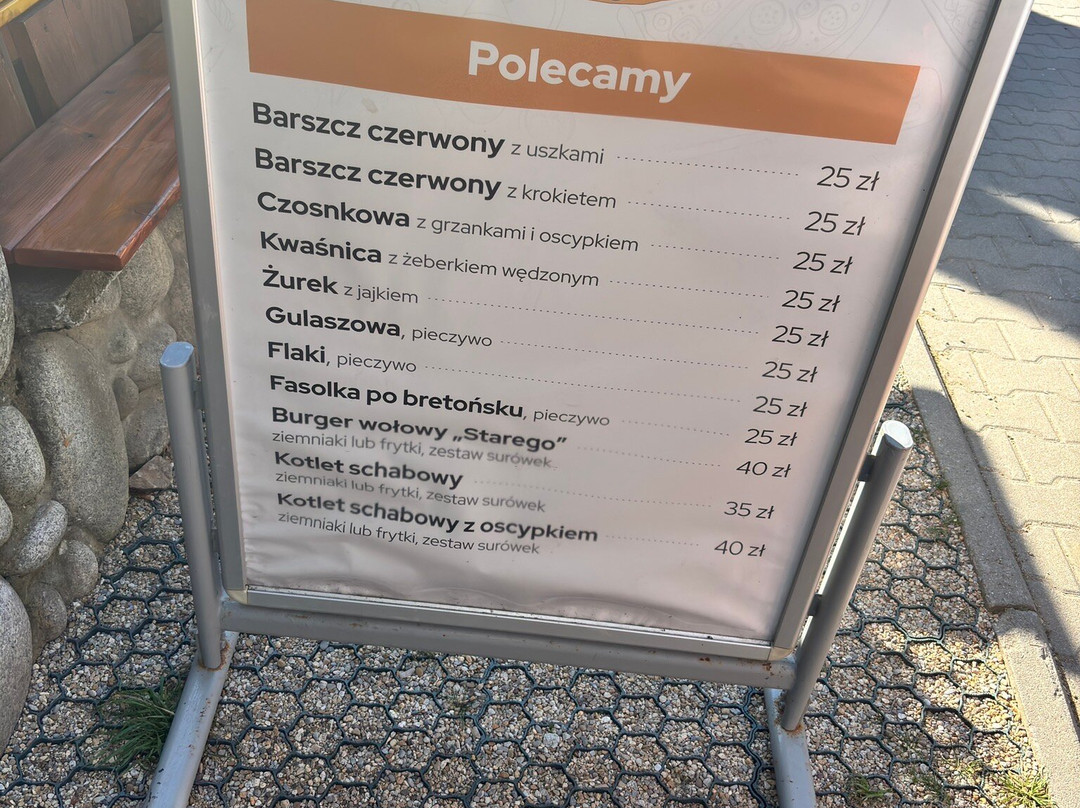 Polecamy
Barszcz czerwony z uszkami 25 zł
Barszcz czerwony z krokietem 25 zł
Czosnkowa z grzankami i oscypkiem 25 zł
Kwaśnica z żeberkiem wędzonym 25 zł
Żurek z jajkiem 25 zł
Gulaszowa, pieczywo 25 zł
Flaki, pieczywo 25 zł
Fasolka po bretońsku, pieczywo 25 zł
Burger wołowy „Starego” 40 zł
ziemniaki lub frytki, zestaw surówek
Kotlet schabowy 35 zł
ziemniaki lub frytki, zestaw surówek
Kotlet schabowy z oscypkiem 40 zł
ziemniaki lub frytki, zestaw surówek